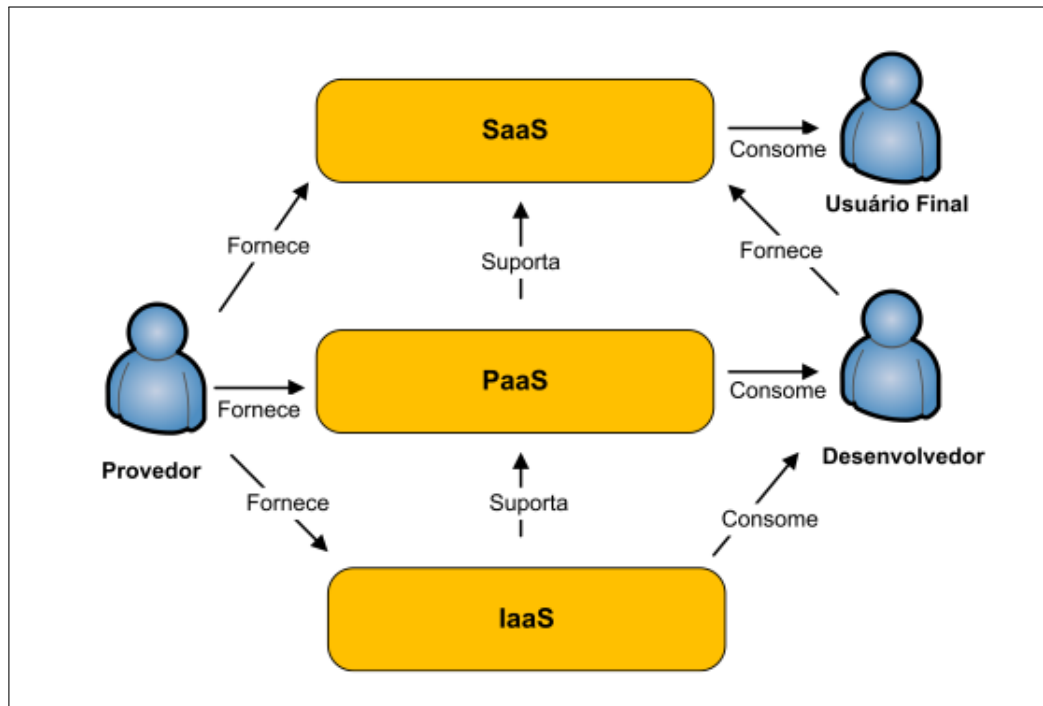 SaaS
Consome
Usuário Final
Fornece
Suporta
Fornece
PaaS
Fornece
Consome
Provedor
Desenvolvedor
Fornece
Suporta
Consome
IaaS